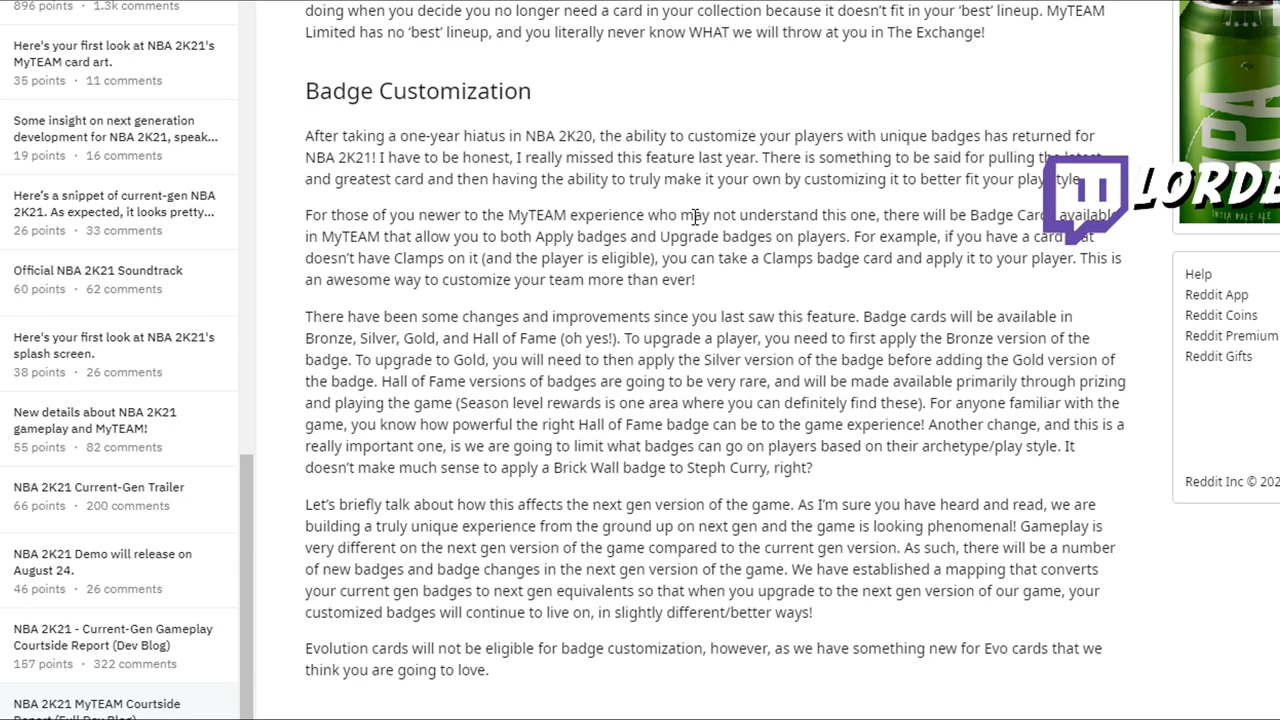 896 points · 1.3k comments
Here's your first look at NBA 2K21's
MyTEAM card art.
35 points · 11 comments
Some insight on next generation
development for NBA 2K21, speak...
19 points · 16 comments
Here's a snippet of current-gen NBA
2K21. As expected, it looks pretty...
26 points · 33 comments
Official NBA 2K21 Soundtrack
60 points · 62 comments
Here's your first look at NBA 2K21's
splash screen.
38 points · 26 comments
New details about NBA 2K21
gameplay and MyTEAM!
55 points · 82 comments
NBA 2K21 Current-Gen Trailer
66 points · 200 comments
NBA 2K21 Demo will release on
August 24.
46 points · 26 comments
NBA 2K21 - Current-Gen Gameplay
Courtside Report (Dev Blog)
157 points · 322 comments
NBA 2K21 MyTEAM Courtside
Report (Full Dev Blog)
doing when you decide you no longer need a card in your collection because it doesn't fit in your 'best' lineup. MyTEAM
Limited has no 'best' lineup, and you literally never know WHAT we will throw at you in The Exchange!
Badge Customization
After taking a one-year hiatus in NBA 2K20, the ability to customize your players with unique badges has returned for
NBA 2K21! I have to be honest, I really missed this feature last year. There is something to be said for pulling the latest
and greatest card and then having the ability to truly make it your own by customizing it to better fit your play style.
For those of you newer to the MyTEAM experience who may not understand this one, there will be Badge Cards available
in MyTEAM that allow you to both Apply badges and Upgrade badges on players. For example, if you have a card that
doesn't have Clamps on it (and the player is eligible), you can take a Clamps badge card and apply it to your player. This is
an awesome way to customize your team more than ever!
There have been some changes and improvements since you last saw this feature. Badge cards will be available in
Bronze, Silver, Gold, and Hall of Fame (oh yes!). To upgrade a player, you need to first apply the Bronze version of the
badge. To upgrade to Gold, you will need to then apply the Silver version of the badge before adding the Gold version of
the badge. Hall of Fame versions of badges are going to be very rare, and will be made available primarily through prizing
and playing the game (Season level rewards is one area where you can definitely find these). For anyone familiar with the
game, you know how powerful the right Hall of Fame badge can be to the game experience! Another change, and this is a
really important one, is we are going to limit what badges can go on players based on their archetype/play style. It
doesn't make much sense to apply a Brick Wall badge to Steph Curry, right?
Let's briefly talk about how this affects the next gen version of the game. As I'm sure you have heard and read, we are
building a truly unique experience from the ground up on next gen and the game is looking phenomenal! Gameplay is
very different on the next gen version of the game compared to the current gen version. As such, there will be a number
of new badges and badge changes in the next gen version of the game. We have established a mapping that converts
your current gen badges to next gen equivalents so that when you upgrade to the next gen version of our game, your
customized badges will continue to live on, in slightly different/better ways!
Evolution cards will not be eligible for badge customization, however, as we have something new for Evo cards that we
think you are going to love.
IPA
INDIA PALE ALE
LORDE
Help
Reddit App
Reddit Coins
Reddit Premium
Reddit Gifts
Reddit Inc © 202